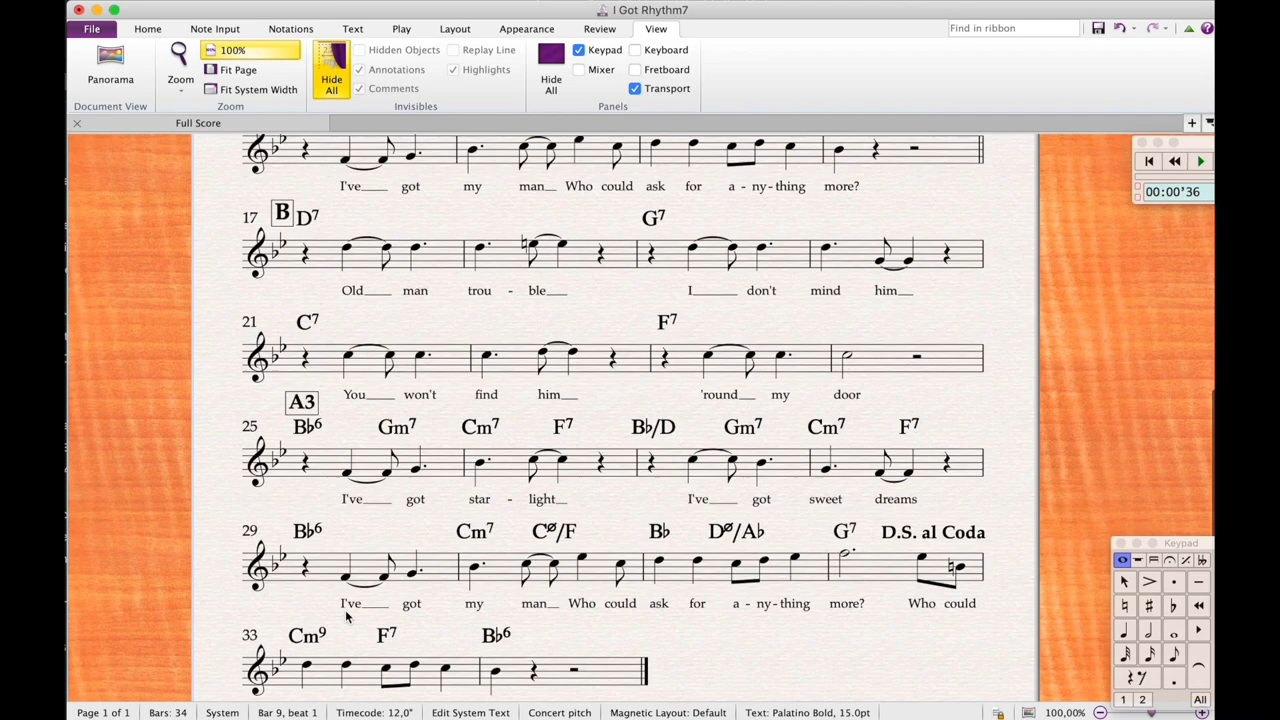 I Got Rhythm7
File Home Note Input Notations Text Play Layout Appearance Review View Find in ribbon
Panorama
Document View
Zoom
100%
Fit Page
Fit System Width
Zoom
Hide All
Hidden Objects Replay Line
Annotations Highlights
Comments
Invisibles
Hide All
Keypad Keyboard
Mixer Fretboard
Transport
Panels
Full Score
00:00'36
I've got my man Who could ask for a - ny - thing more?
17 B D7 G7
Old man trou - ble I don't mind him
21 C7 F7
You won't find him 'round my door
A3
25 B♭6 Gm7 Cm7 F7 B♭/D Gm7 Cm7 F7
I've got star - light I've got sweet dreams
29 B♭6 Cm7 Cø/F B♭ Dø/A♭ G7 D.S. al Coda
I've got my man Who could ask for a - ny - thing more? Who could
33 Cm9 F7 B♭6
Keypad
1 2 All
Page 1 of 1 Bars: 34 System Bar 9, beat 1 Timecode: 12,0" Edit System Text Concert pitch Magnetic Layout: Default Text: Palatino Bold, 15.0pt 100,00%